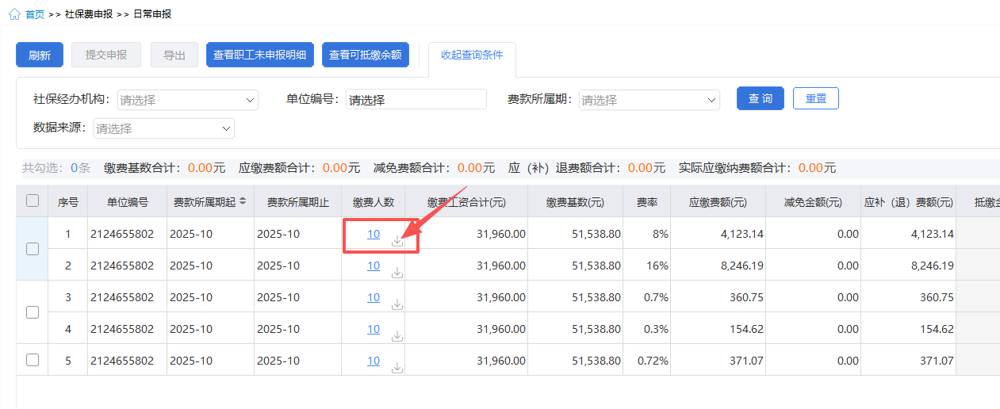 首页 >> 社保费申报 >> 日常申报
刷新 提交申报 导出 查看职工未申报明细 查看可抵缴余额 收起查询条件
社保经办机构： 请选择 单位编号： 请选择 费款所属期： 请选择 查 询 重置
数据来源： 请选择
共勾选： 0条 缴费基数合计： 0.00元 应缴费额合计： 0.00元 减免费额合计： 0.00元 应（补）退费额合计： 0.00元 实际应缴纳费额合计： 0.00元
序号 单位编号 费款所属期起 费款所属期止 缴费人数 缴费工资合计(元) 缴费基数(元) 费率 应缴费额(元) 减免金额(元) 应补（退）费额(元) 抵缴
1 2124655802 2025-10 2025-10 10 31,960.00 51,538.80 8% 4,123.14 0.00 4,123.14
2 2124655802 2025-10 2025-10 10 31,960.00 51,538.80 16% 8,246.19 0.00 8,246.19
3 2124655802 2025-10 2025-10 10 31,960.00 51,538.80 0.7% 360.75 0.00 360.75
4 2124655802 2025-10 2025-10 10 31,960.00 51,538.80 0.3% 154.62 0.00 154.62
5 2124655802 2025-10 2025-10 10 31,960.00 51,538.80 0.72% 371.07 0.00 371.07